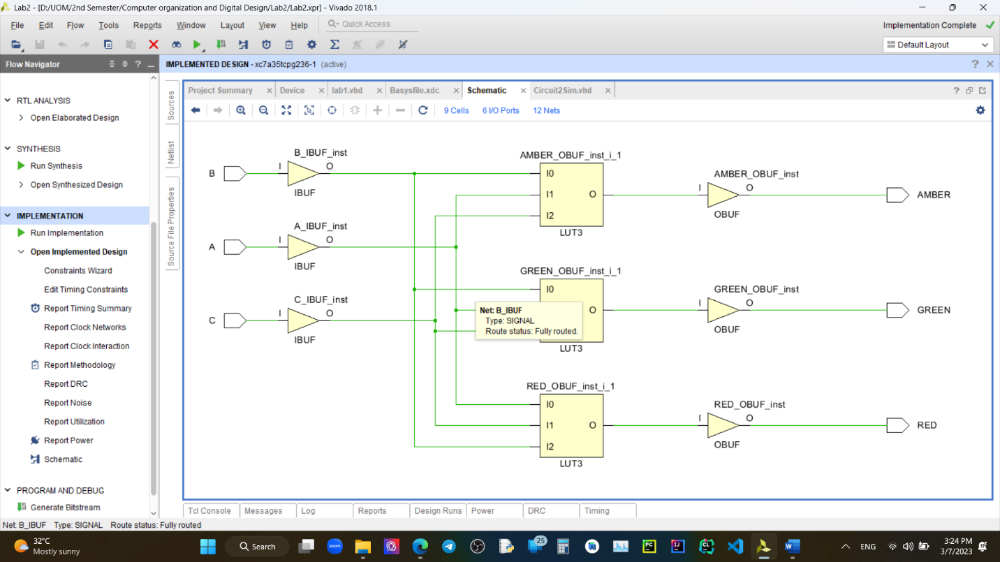 Lab2 - [D:/UOM/2nd Semester/Computer organization and Digital Design/Lab2/Lab2.xpr] - Vivado 2018.1
File Edit Flow Tools Reports Window Layout View Help Quick Access Implementation Complete
Default Layout
Flow Navigator
IMPLEMENTED DESIGN - xc7a35tcpg236-1 (active)
RTL ANALYSIS
Open Elaborated Design
SYNTHESIS
Run Synthesis
Open Synthesized Design
IMPLEMENTATION
Run Implementation
Open Implemented Design
Constraints Wizard
Edit Timing Constraints
Report Timing Summary
Report Clock Networks
Report Clock Interaction
Report Methodology
Report DRC
Report Noise
Report Utilization
Report Power
Schematic
PROGRAM AND DEBUG
Generate Bitstream
Sources
Netlist
Source File Properties
Project Summary Device lab1.vhd Basysfile.xdc Schematic Circuit2Sim.vhd
9 Cells 6 I/O Ports 12 Nets
B_IBUF_inst
B I O
IBUF
A_IBUF_inst
A I O
IBUF
C_IBUF_inst
C I O
IBUF
AMBER_OBUF_inst_i_1
I0
I1 O
I2
LUT3
AMBER_OBUF_inst
I O AMBER
OBUF
GREEN_OBUF_inst_i_1
I0
O
LUT3
Net: B_IBUF
Type: SIGNAL
Route status: Fully routed.
GREEN_OBUF_inst
I O GREEN
OBUF
RED_OBUF_inst_i_1
I0
I1 O
I2
LUT3
RED_OBUF_inst
I O RED
OBUF
Tcl Console Messages Log Reports Design Runs Power DRC Timing
Net: B_IBUF Type: SIGNAL Route status: Fully routed
32°C
Mostly sunny
Search
zoom
25
PC
IJ
CL
ENG
3:24 PM
3/7/2023